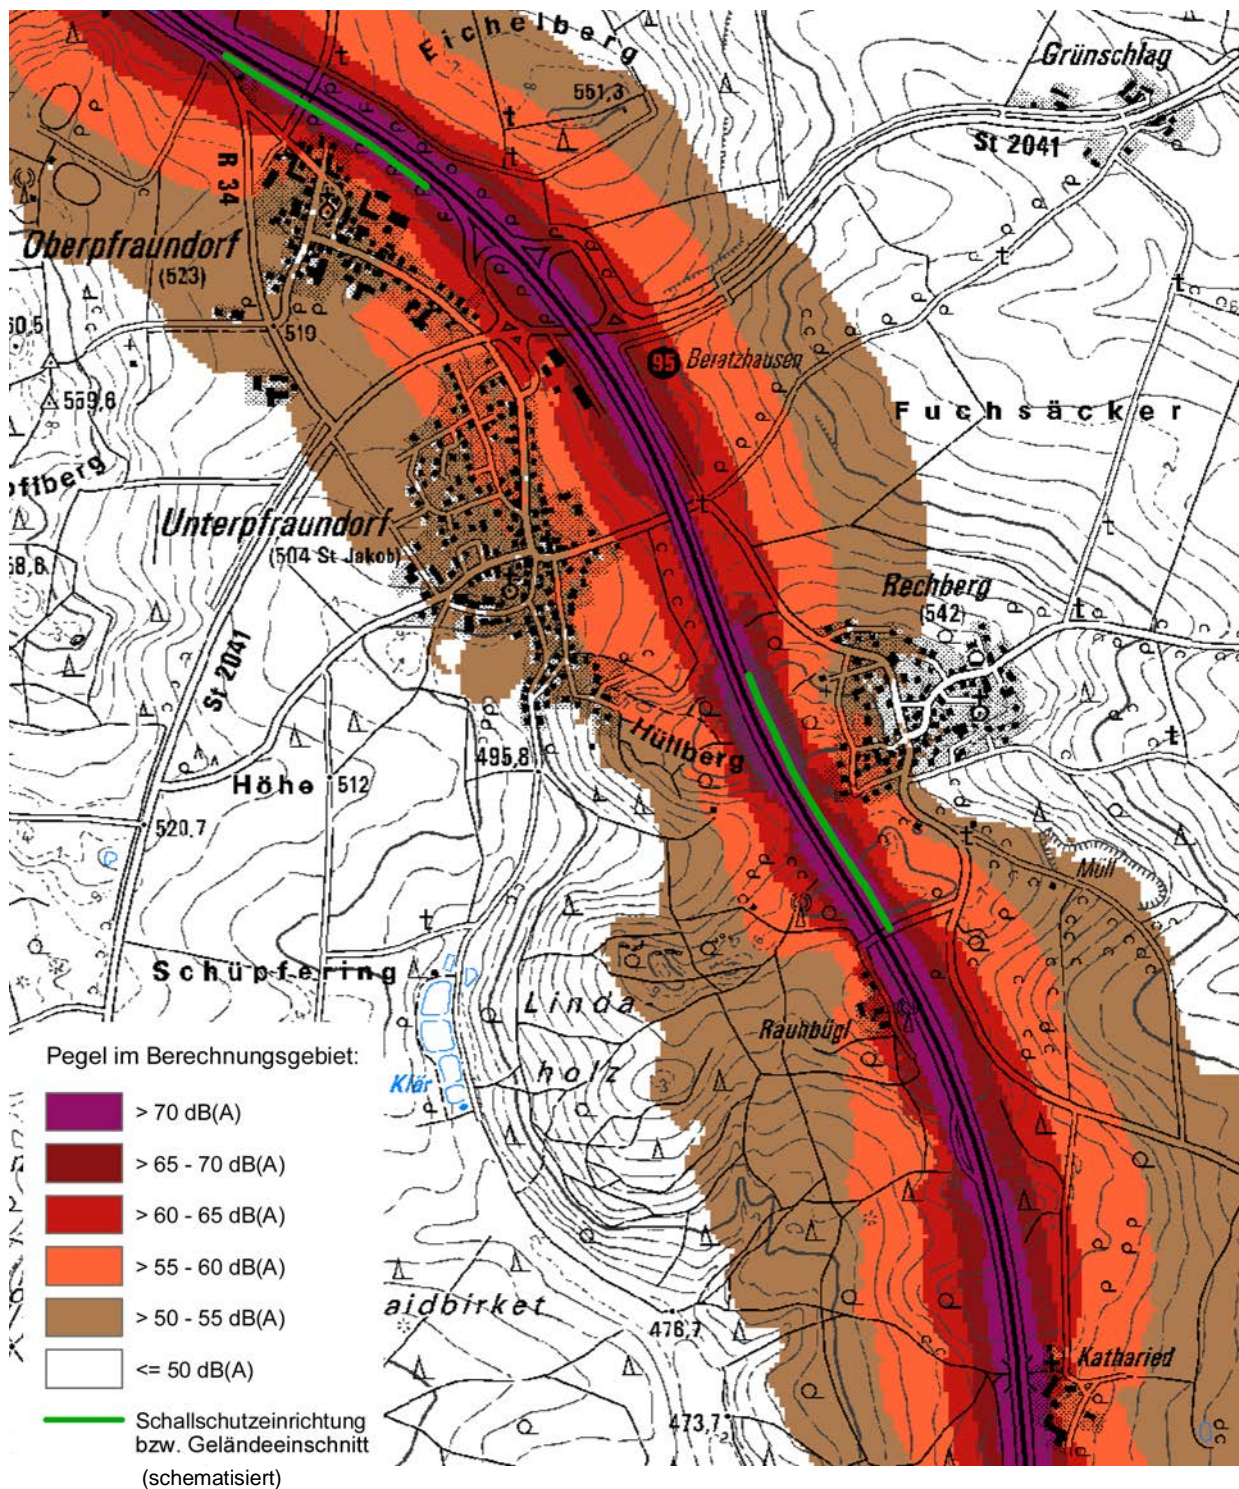 Eichelberg
Grünschlag
551,3
St 2041
R 34
Oberpfraundorf
(523)
519
95 Beratzhausen
559,6
Fuchsäcker
Unterpfraundorf
(504 St Jakob)
Rechberg
(542)
St 2041
Hüllberg
495,8
Höhe
512
520,7
Müll
Schüpfering
Linda
holz
Rauhbügl
Klär
Pegel im Berechnungsgebiet:
> 70 dB(A)
> 65 - 70 dB(A)
> 60 - 65 dB(A)
> 55 - 60 dB(A)
> 50 - 55 dB(A)
<= 50 dB(A)
Schallschutzeinrichtung
bzw. Geländeeinschnitt
(schematisiert)
aidbirket
476,7
Katharied
473,7